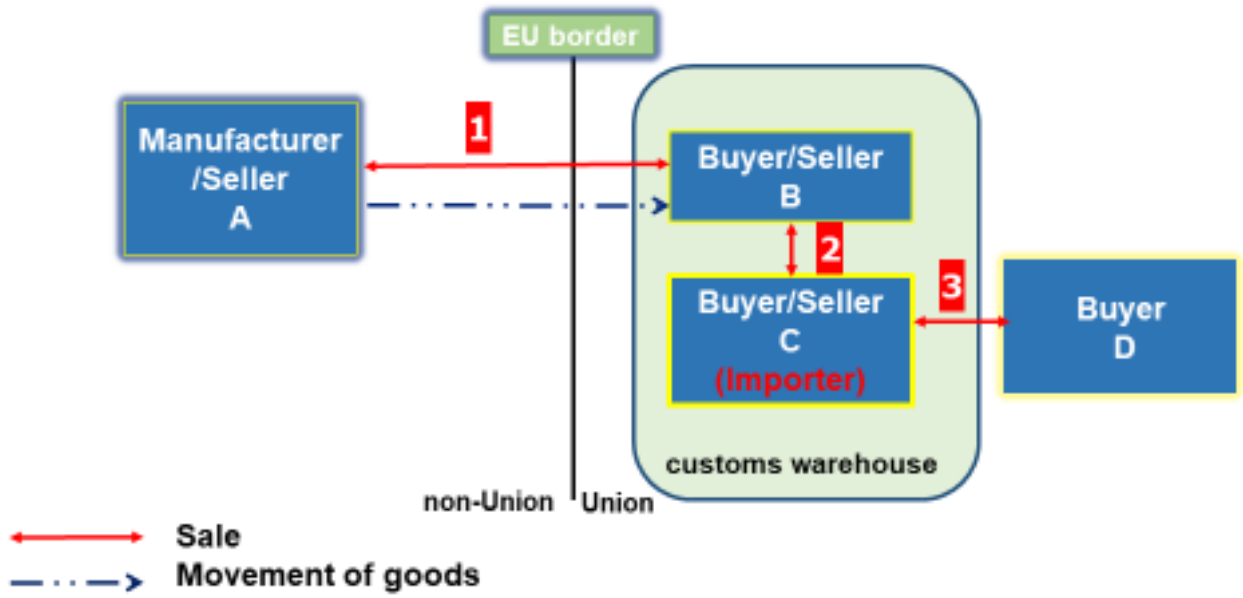 EU border
Manufacturer
/Seller
A
1
Buyer/Seller
B
2
Buyer/Seller
C
(Importer)
3
Buyer
D
customs warehouse
non-Union
Union
Sale
Movement of goods